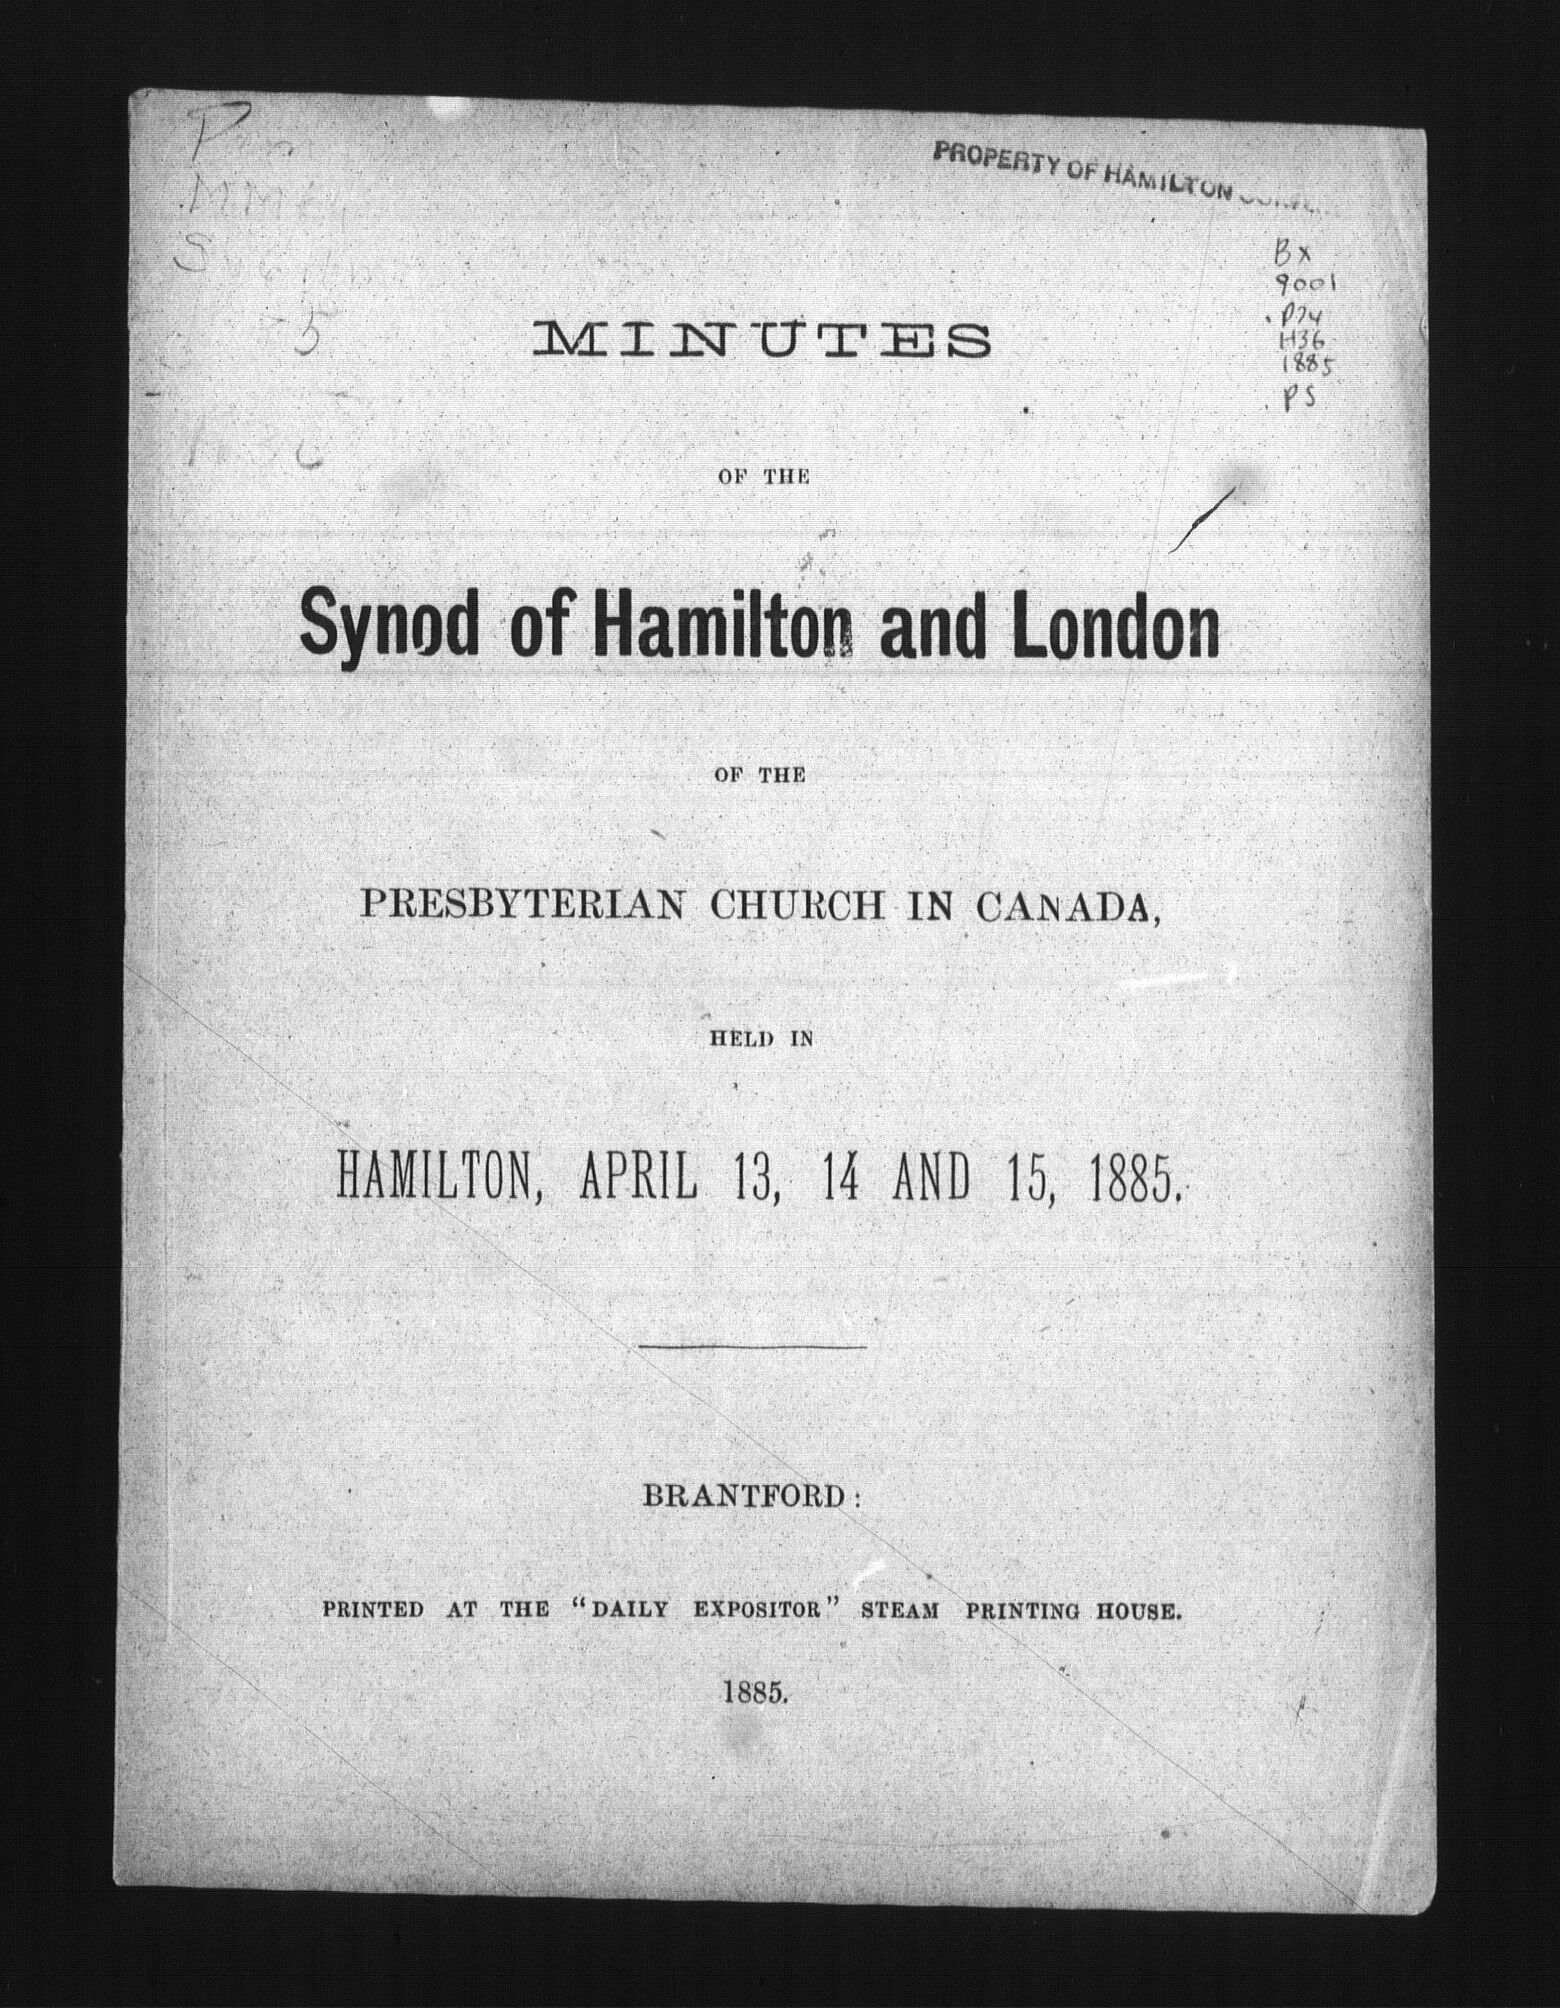 PROPERTY OF HAMILTON
BX
9001
.P74
H36
1885
PS
MINUTES
OF THE
Synod of Hamilton and London
OF THE
PRESBYTERIAN CHURCH IN CANADA,
HELD IN
HAMILTON, APRIL 13, 14 AND 15, 1885.
BRANTFORD:
PRINTED AT THE "DAILY EXPOSITOR" STEAM PRINTING HOUSE.
1885.